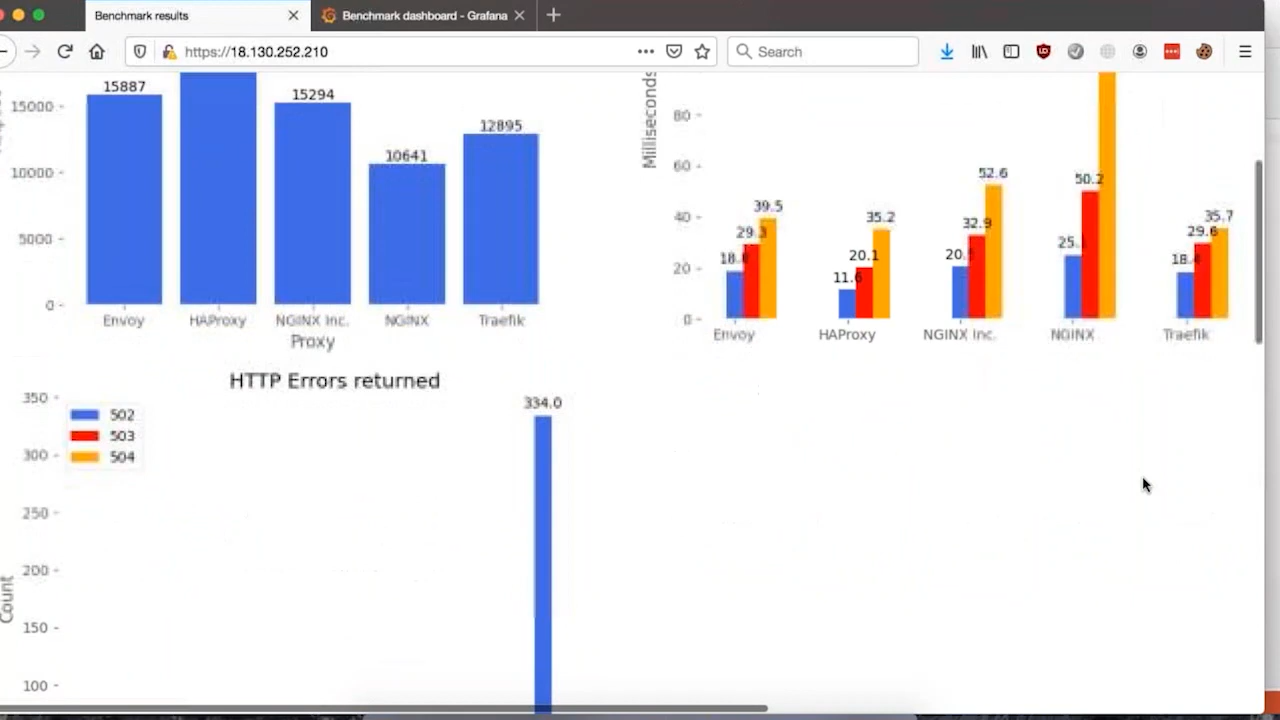 Benchmark results
Benchmark dashboard - Grafana
https://18.130.252.210
Search
15000
10000
5000
0
15887
15294
10641
12895
Envoy
HAProxy
NGINX Inc.
NGINX
Traefik
Proxy
Milliseconds
80
60
40
20
0
29.3
39.5
11.6
20.1
35.2
32.9
52.6
50.2
29.6
35.7
Envoy
HAProxy
NGINX Inc.
NGINX
Traefik
HTTP Errors returned
502
503
504
Count
350
300
250
200
150
100
334.0